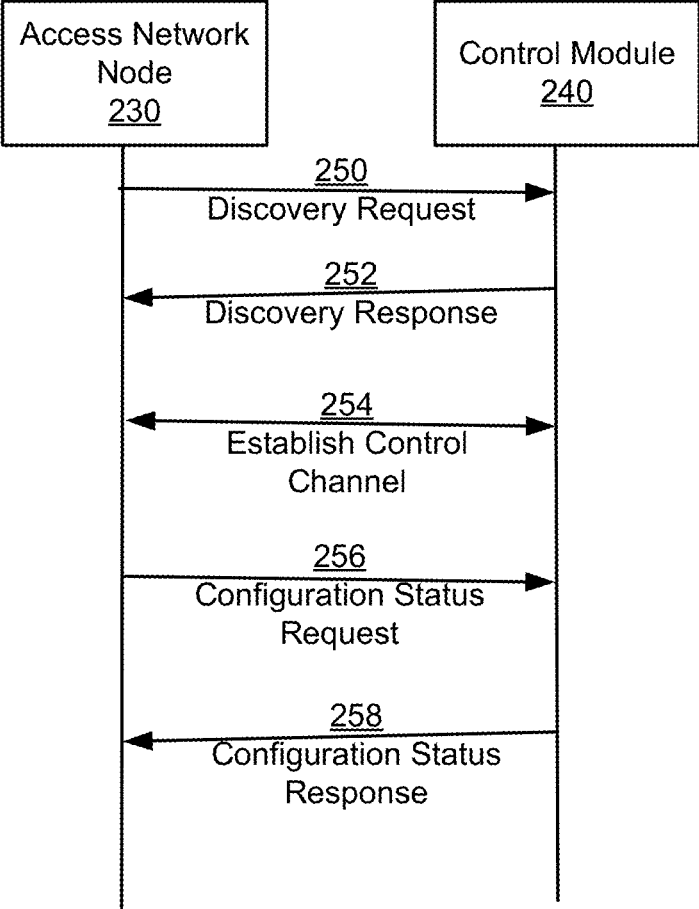 Access Network
Node
230
Control Module
240
250
Discovery Request
252
Discovery Response
254
Establish Control
Channel
256
Configuration Status
Request
258
Configuration Status
Response